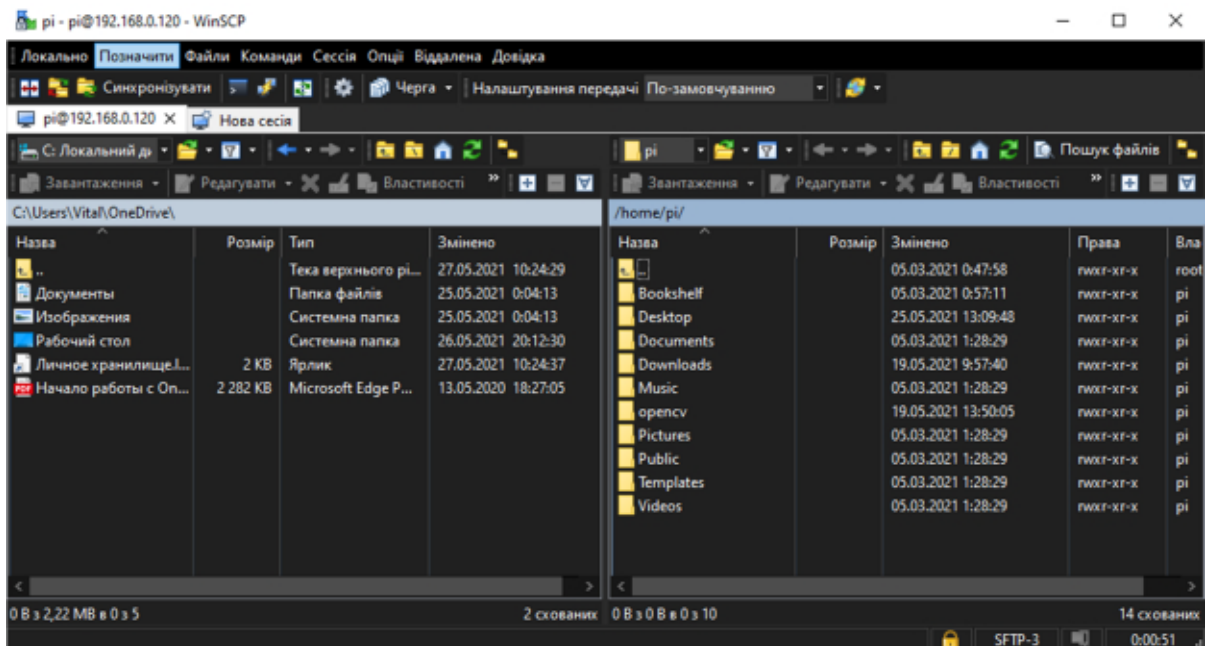 pi - pi@192.168.0.120 - WinSCP
Локально Позначити Файли Команди Сессія Опції Віддалена Довідка
Синхронізувати Черга Налаштування передачі По-замовчуванню
pi@192.168.0.120 Нова сесія
C: Локальний ді pi Пошук файлів
Завантаження Редагувати Властивості Звантаження Редагувати Властивості
C:\Users\Vital\OneDrive\ /home/pi/
Назва Розмір Тип Змінено Назва Розмір Змінено Права Вла
.. Тека верхнього рі... 27.05.2021 10:24:29 .. 05.03.2021 0:47:58 rwxr-xr-x root
Документы Папка файлів 25.05.2021 0:04:13 Bookshelf 05.03.2021 0:57:11 rwxr-xr-x pi
Изображения Системна папка 25.05.2021 0:04:13 Desktop 25.05.2021 13:09:48 rwxr-xr-x pi
Рабочий стол Системна папка 26.05.2021 20:12:30 Documents 05.03.2021 1:28:29 rwxr-xr-x pi
Личное хранилище.l... 2 KB Ярлик 27.05.2021 10:24:37 Downloads 19.05.2021 9:57:40 rwxr-xr-x pi
Начало работы с On... 2 282 KB Microsoft Edge P... 13.05.2020 18:27:05 Music 05.03.2021 1:28:29 rwxr-xr-x pi
opencv 19.05.2021 13:50:05 rwxr-xr-x pi
Pictures 05.03.2021 1:28:29 rwxr-xr-x pi
Public 05.03.2021 1:28:29 rwxr-xr-x pi
Templates 05.03.2021 1:28:29 rwxr-xr-x pi
Videos 05.03.2021 1:28:29 rwxr-xr-x pi
0 B з 2,22 MB в 0 з 5 2 схованих 0 B з 0 B в 0 з 10 14 схованих
SFTP-3 0:00:51